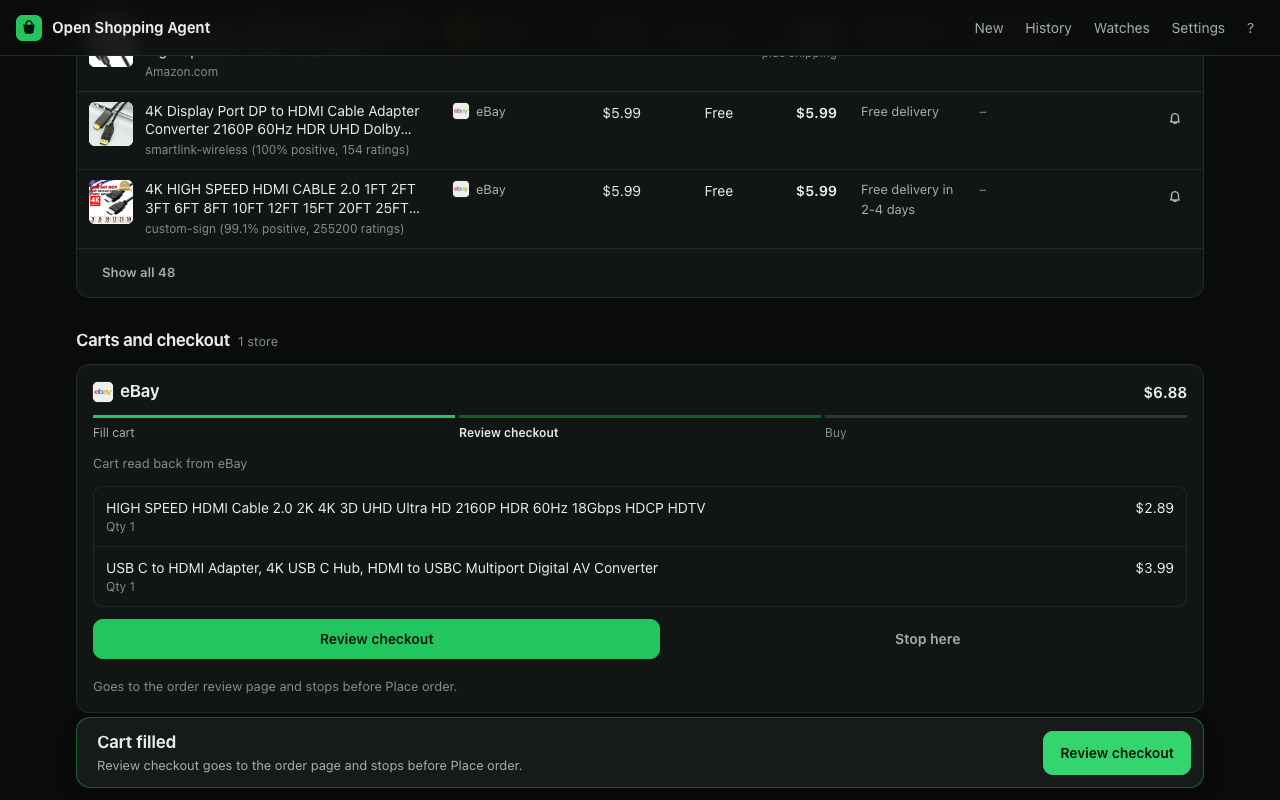 Open Shopping Agent
New
History
Watches
Settings
?
Amazon.com
plus shipping
4K Display Port DP to HDMI Cable Adapter
Converter 2160P 60Hz HDR UHD Dolby...
smartlink-wireless (100% positive, 154 ratings)
eBay
$5.99
Free
$5.99
Free delivery
–
4K HIGH SPEED HDMI CABLE 2.0 1FT 2FT
3FT 6FT 8FT 10FT 12FT 15FT 20FT 25FT...
custom-sign (99.1% positive, 255200 ratings)
eBay
$5.99
Free
$5.99
Free delivery in
2-4 days
–
Show all 48
Carts and checkout 1 store
ebay eBay
$6.88
Fill cart
Review checkout
Buy
Cart read back from eBay
HIGH SPEED HDMI Cable 2.0 2K 4K 3D UHD Ultra HD 2160P HDR 60Hz 18Gbps HDCP HDTV
$2.89
Qty 1
USB C to HDMI Adapter, 4K USB C Hub, HDMI to USBC Multiport Digital AV Converter
$3.99
Qty 1
Review checkout
Stop here
Goes to the order review page and stops before Place order.
Cart filled
Review checkout goes to the order page and stops before Place order.
Review checkout